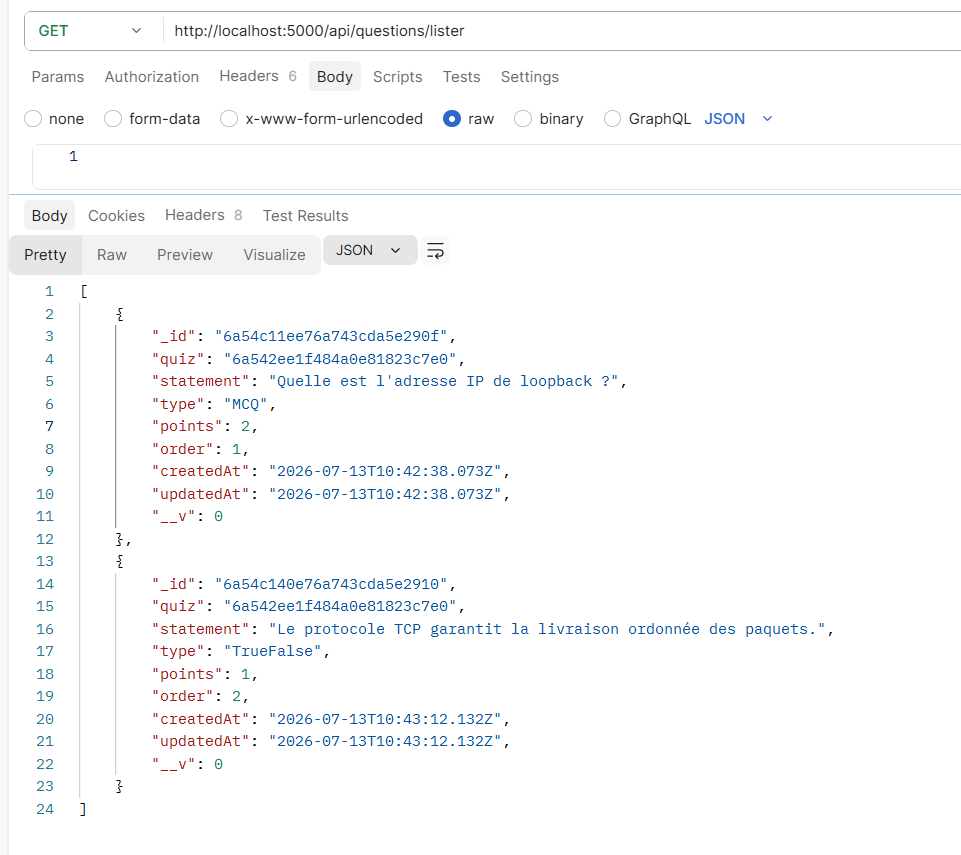 GET http://localhost:5000/api/questions/lister
Params Authorization Headers 6 Body Scripts Tests Settings
none form-data x-www-form-urlencoded raw binary GraphQL JSON
1
Body Cookies Headers 8 Test Results
Pretty Raw Preview Visualize JSON
1 [
2 {
3 "_id": "6a54c11ee76a743cda5e290f",
4 "quiz": "6a542ee1f484a0e81823c7e0",
5 "statement": "Quelle est l'adresse IP de loopback ?",
6 "type": "MCQ",
7 "points": 2,
8 "order": 1,
9 "createdAt": "2026-07-13T10:42:38.073Z",
10 "updatedAt": "2026-07-13T10:42:38.073Z",
11 "__v": 0
12 },
13 {
14 "_id": "6a54c140e76a743cda5e2910",
15 "quiz": "6a542ee1f484a0e81823c7e0",
16 "statement": "Le protocole TCP garantit la livraison ordonnée des paquets.",
17 "type": "TrueFalse",
18 "points": 1,
19 "order": 2,
20 "createdAt": "2026-07-13T10:43:12.132Z",
21 "updatedAt": "2026-07-13T10:43:12.132Z",
22 "__v": 0
23 }
24 ]